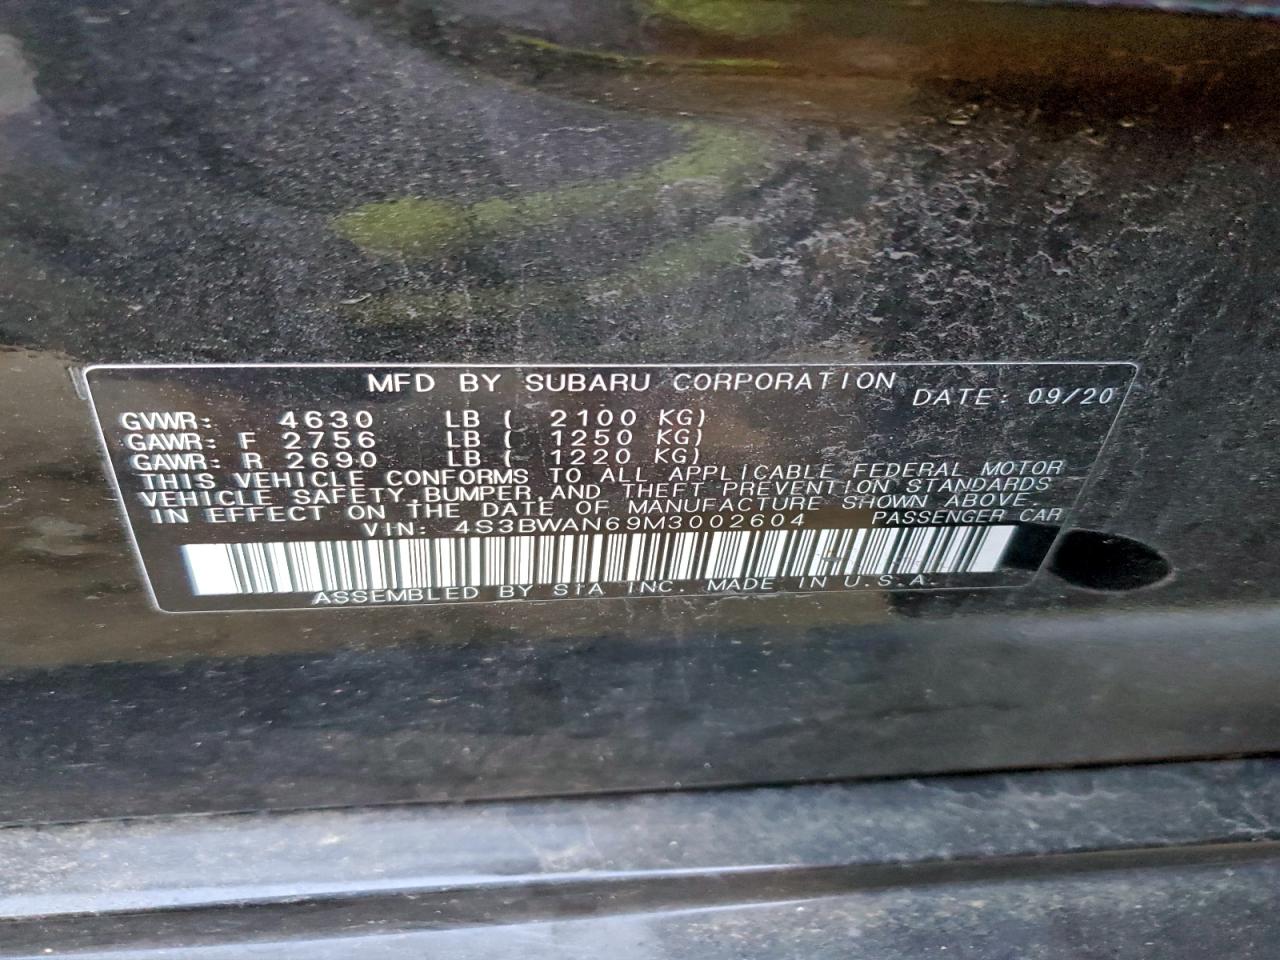 MFD BY SUBARU CORPORATION DATE: 09/20
GVWR: 4630 LB ( 2100 KG)
GAWR: F 2756 LB ( 1250 KG)
GAWR: R 2690 LB ( 1220 KG)
THIS VEHICLE CONFORMS TO ALL APPLICABLE FEDERAL MOTOR
VEHICLE SAFETY,BUMPER,AND THEFT PREVENTION STANDARDS
IN EFFECT ON THE DATE OF MANUFACTURE SHOWN ABOVE
VIN: 4S3BWAN69M3002604 PASSENGER CAR
ASSEMBLED BY STA INC. MADE IN U.S.A.